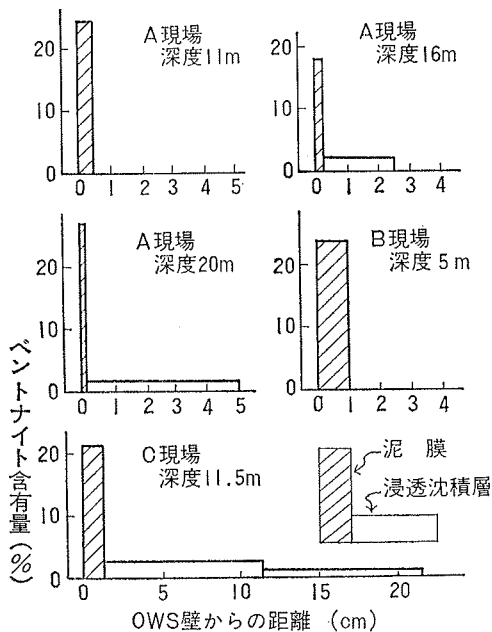 A現場
深度11m
20
10
0
0 1 2 3 4 5
A現場
深度16m
20
10
0
0 1 2 3 4
A現場
深度20m
20
10
0
0 1 2 3 4 5
B現場
深度5m
20
10
0
0 1 2 3 4
ベントナイト含有量(%)
C現場
深度11.5m
20
10
0
0 5 10 15 20
泥膜
浸透沈積層
OWS壁からの距離 (cm)